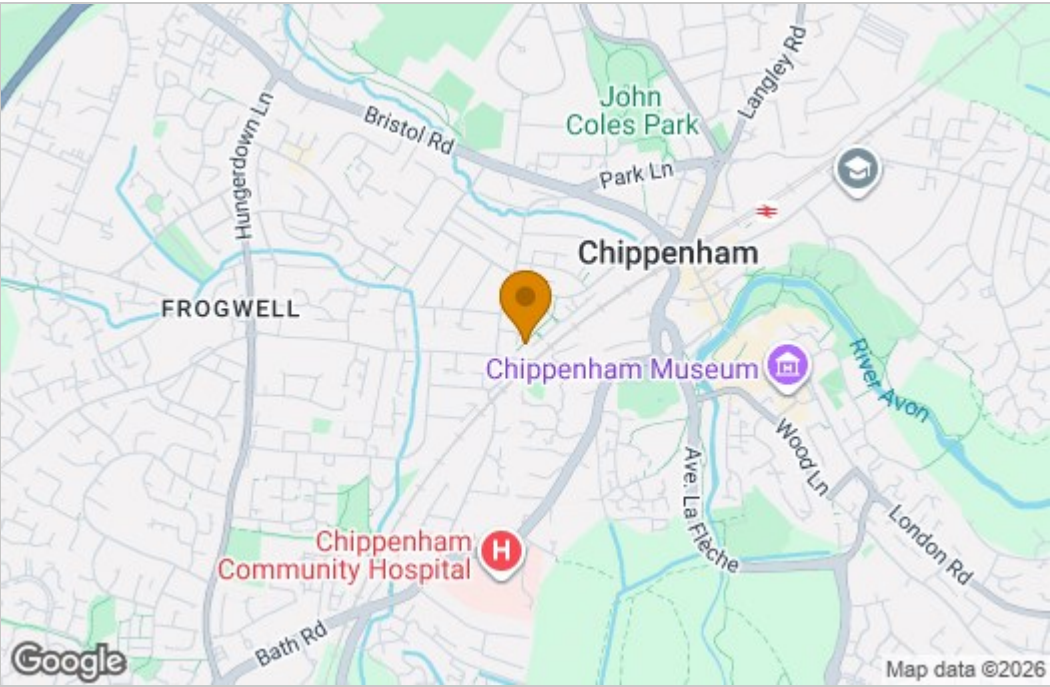 John
Coles Park
Langley Rd
Bristol Rd
Hungerdown Ln
Park Ln
Chippenham
FROGWELL
Chippenham Museum
River Avon
Wood Ln
Ave. La Flèche
London Rd
Chippenham
Community Hospital
H
Bath Rd
Google
Map data ©2026